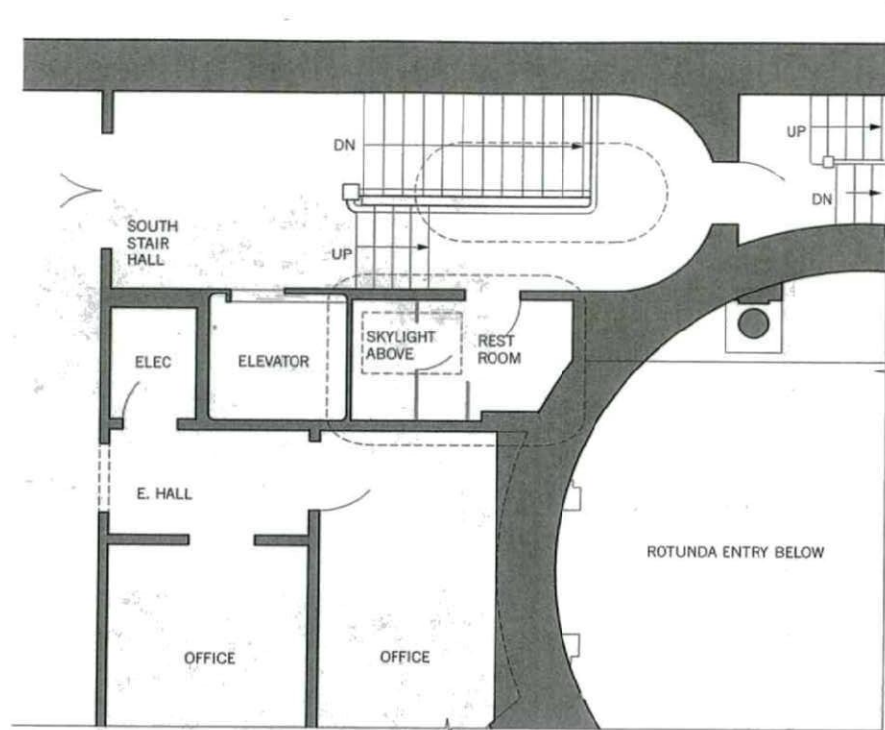 UP
DN
DN
SOUTH
STAIR
HALL
UP
SKYLIGHT
ABOVE
REST
ROOM
ELEC
ELEVATOR
E. HALL
ROTUNDA ENTRY BELOW
OFFICE
OFFICE